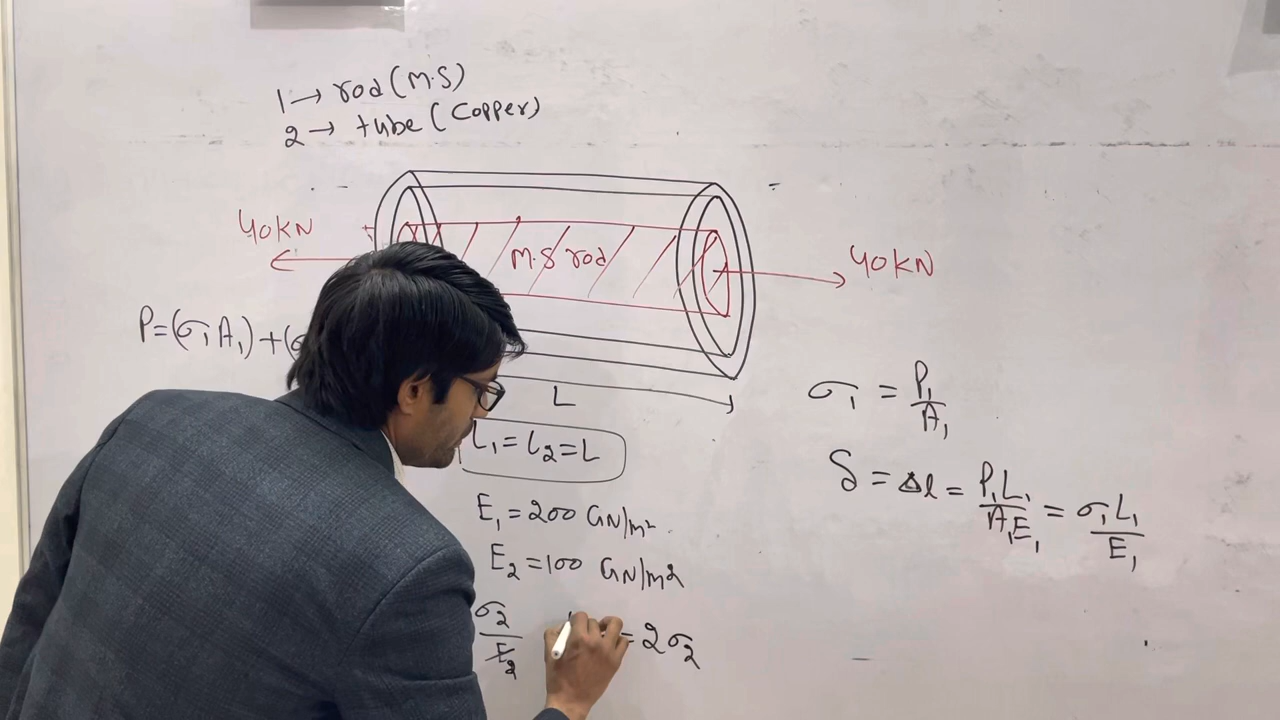 1 → rod (M.S)
2 → tube (Copper)
40KN
M.S rod
40KN
P=(σ₁A₁)+(σ
L
L₁=L₂=L
σ₁ = P₁/A₁
δ = Δl = P₁L₁/A₁E₁ = σ₁L₁/E₁
E₁=200 GN/m²
E₂=100 GN/m²
σ₂/E₂
=2σ₂